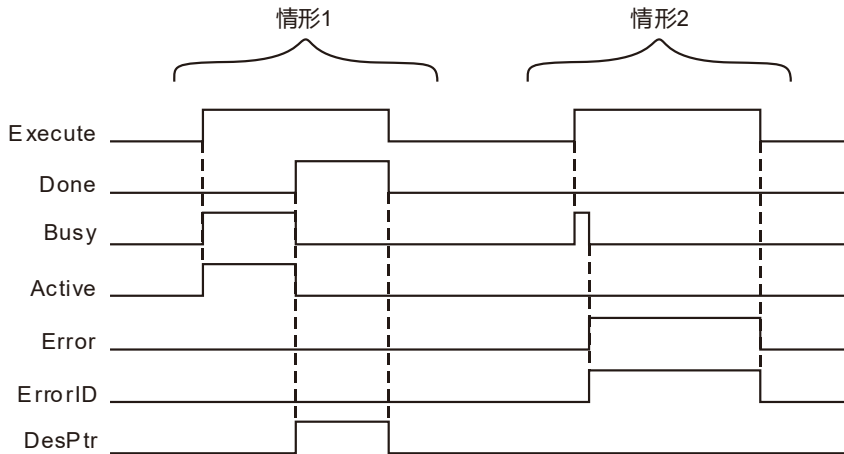 情形1
情形2
Execute
Done
Busy
Active
Error
ErrorID
DesPtr